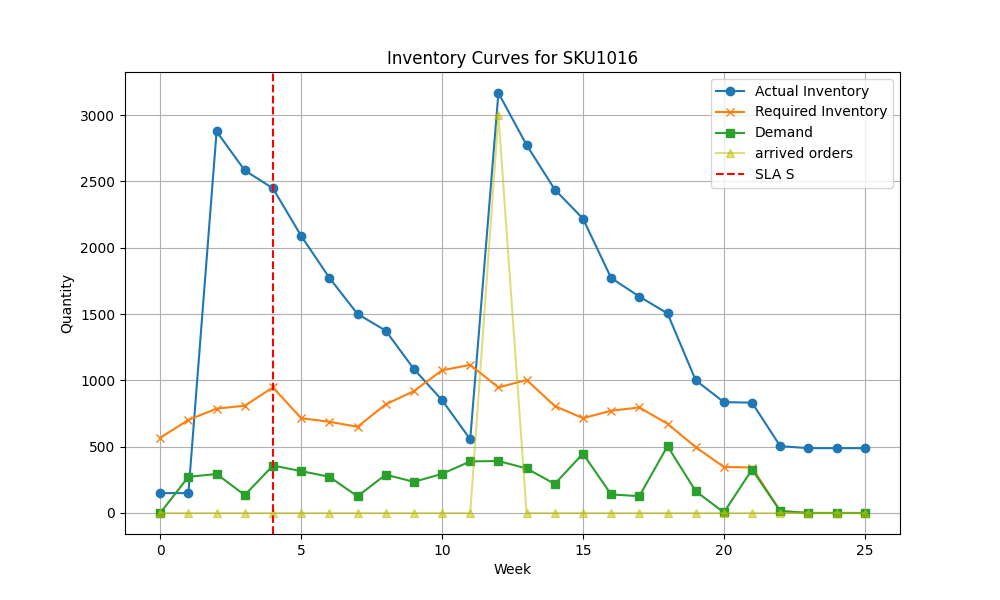 Inventory Curves for SKU1016
Actual Inventory
Required Inventory
Demand
arrived orders
SLA S
Quantity
3000
2500
2000
1500
1000
500
0
0 5 10 15 20 25
Week